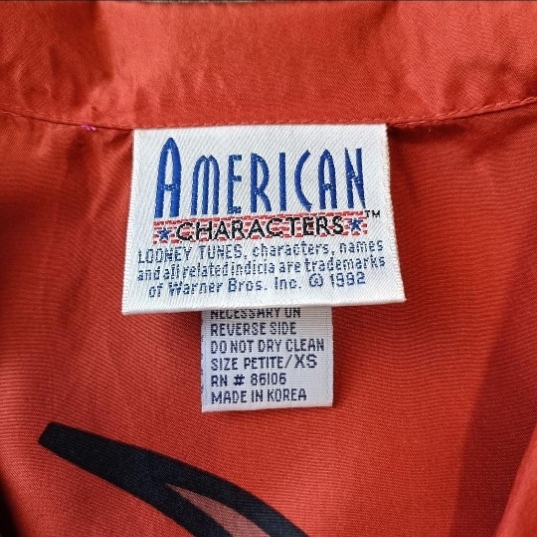 AMERICAN
CHARACTERS™
LOONEY TUNES, characters, names
and all related indicia are trademarks
of Warner Bros. Inc. © 1992
NECESSARY ON
REVERSE SIDE
DO NOT DRY CLEAN
SIZE PETITE/XS
RN # 86106
MADE IN KOREA